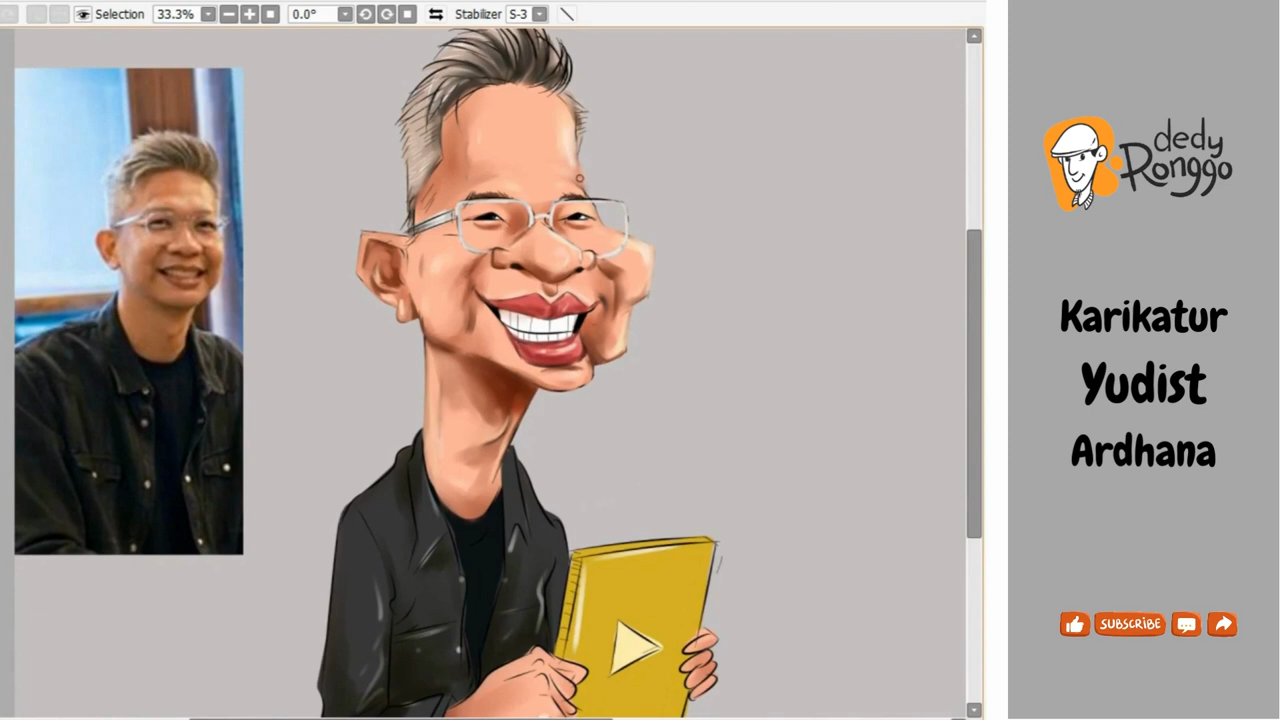 Selection 33.3% 0.0° Stabilizer S-3
dedy
Ronggo
Karikatur
Yudist
Ardhana
SUBSCRIBE